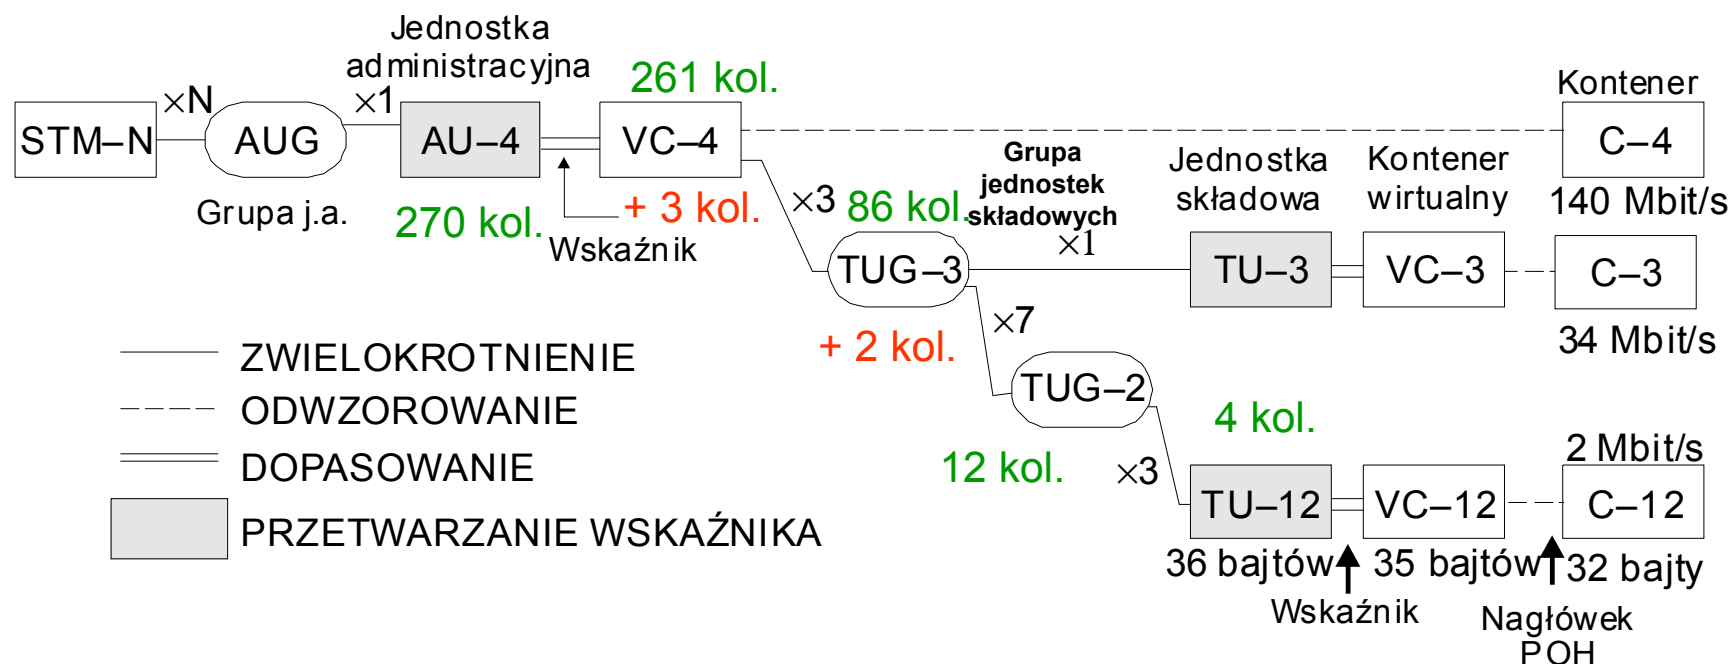 Jednostka
administracyjna
261 kol.
Kontener
×N
×1
STM–N
AUG
AU–4
VC–4
C–4
Grupa
jednostek
składowych
Jednostka
składowa
Kontener
wirtualny
140 Mbit/s
Grupa j.a.
270 kol.
+ 3 kol.
Wskaźnik
×3
86 kol.
×1
TUG–3
TU–3
VC–3
C–3
34 Mbit/s
+ 2 kol.
×7
ZWIELOKROTNIENIE
ODWZOROWANIE
DOPASOWANIE
PRZETWARZANIE WSKAŹNIKA
TUG–2
12 kol.
4 kol.
×3
2 Mbit/s
TU–12
VC–12
C–12
36 bajtów
35 bajtów
32 bajty
Wskaźnik
Nagłówek
POH